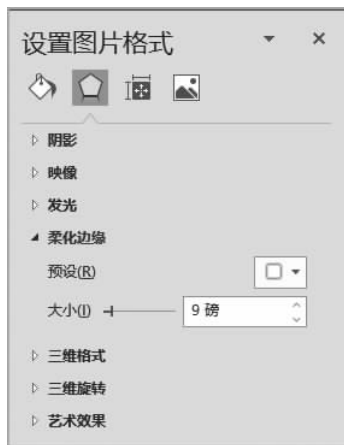 设置图片格式
阴影
映像
发光
柔化边缘
预设(R)
大小(I) 9 磅
三维格式
三维旋转
艺术效果